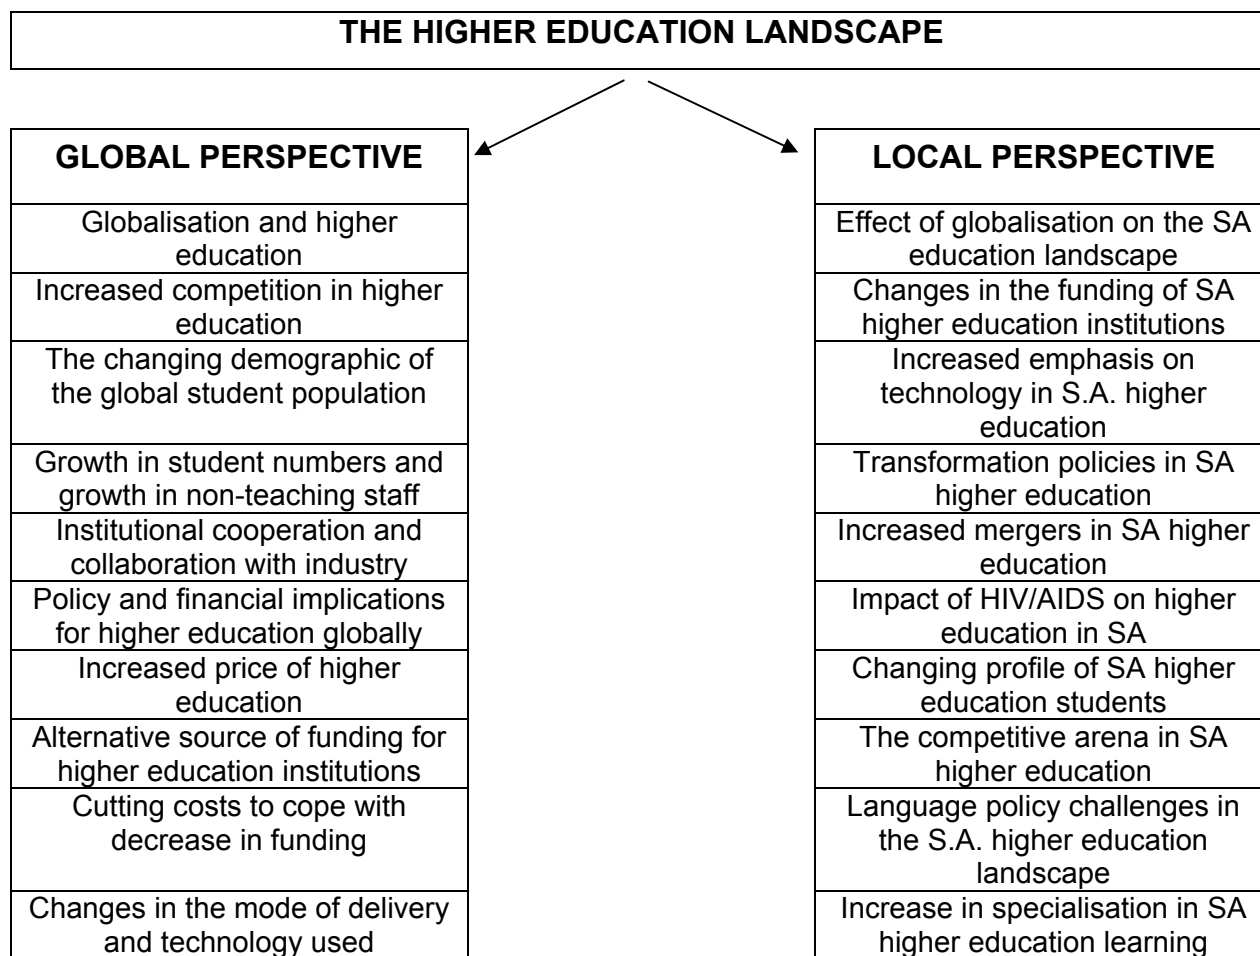 THE HIGHER EDUCATION LANDSCAPE
GLOBAL PERSPECTIVE
Globalisation and higher
education
Increased competition in higher
education
The changing demographic of
the global student population
Growth in student numbers and
growth in non-teaching staff
Institutional cooperation and
collaboration with industry
Policy and financial implications
for higher education globally
Increased price of higher
education
Alternative source of funding for
higher education institutions
Cutting costs to cope with
decrease in funding
Changes in the mode of delivery
and technology used
LOCAL PERSPECTIVE
Effect of globalisation on the SA
education landscape
Changes in the funding of SA
higher education institutions
Increased emphasis on
technology in S.A. higher
education
Transformation policies in SA
higher education
Increased mergers in SA higher
education
Impact of HIV/AIDS on higher
education in SA
Changing profile of SA higher
education students
The competitive arena in SA
higher education
Language policy challenges in
the S.A. higher education
landscape
Increase in specialisation in SA
higher education learning